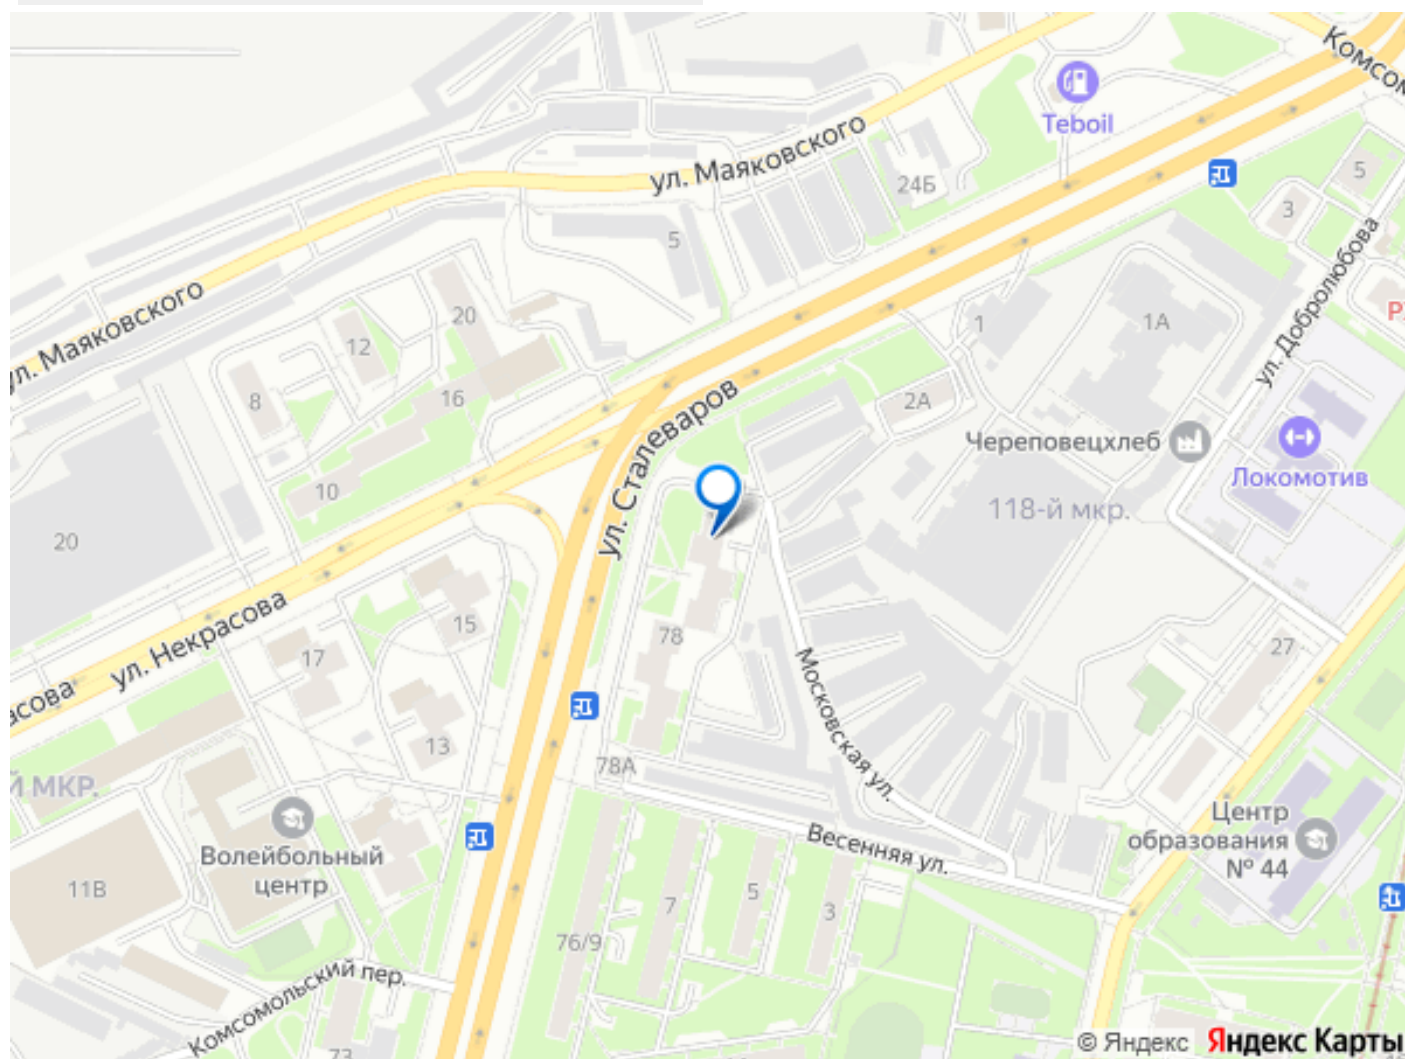 Комсом
Teboil
ул. Маяковского
24Б
5
3
5
ул. Добролюбова
ул. Маяковского
20
12
1
1А
8
16
2А
ул. Сталеваров
Череповецхлеб
Локомотив
10
118-й мкр.
20
ул. Некрасова
15
17
78
27
асова
13
Московская ул.
78А
Й МКР.
Волейбольный
центр
11В
Весенняя ул.
Центр
образования
№ 44
7
5
3
76/9
Комсомольский пер.
73
© Яндекс Яндекс Карты